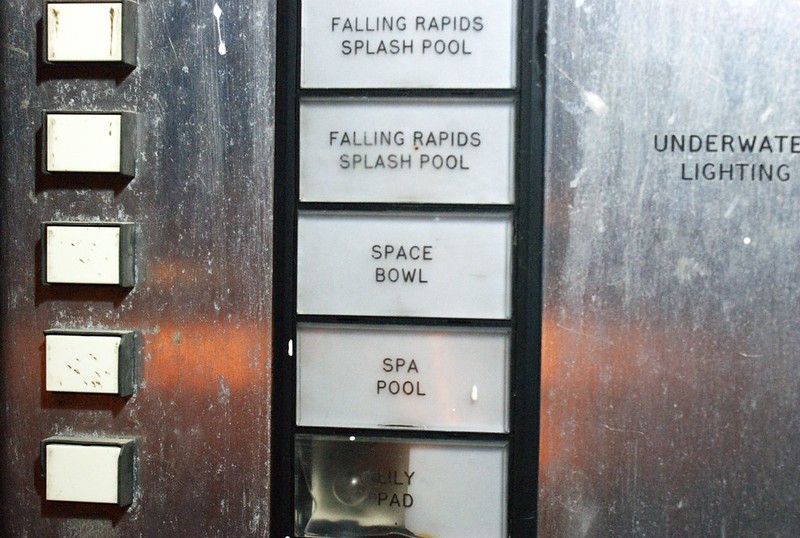 FALLING RAPIDS
SPLASH POOL
FALLING RAPIDS
SPLASH POOL
SPACE
BOWL
SPA
POOL
LILY
PAD
UNDERWATE
LIGHTING